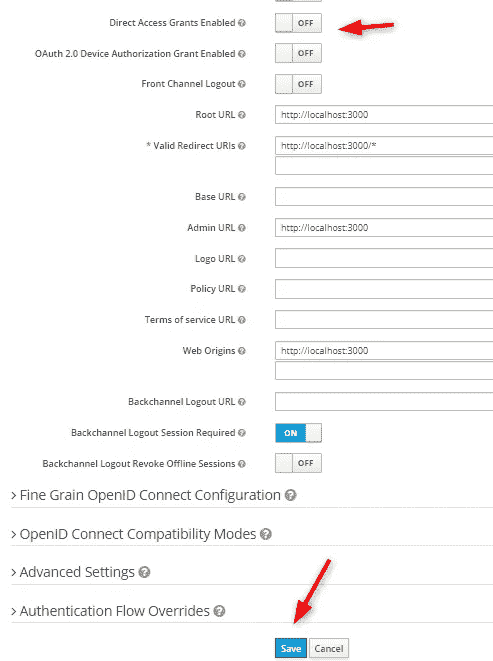 Direct Access Grants Enabled OFF
OAuth 2.0 Device Authorization Grant Enabled OFF
Front Channel Logout OFF
Root URL http://localhost:3000
* Valid Redirect URIs http://localhost:3000/*
Base URL
Admin URL http://localhost:3000
Logo URL
Policy URL
Terms of service URL
Web Origins http://localhost:3000
Backchannel Logout URL
Backchannel Logout Session Required ON
Backchannel Logout Revoke Offline Sessions OFF
Fine Grain OpenID Connect Configuration
OpenID Connect Compatibility Modes
Advanced Settings
Authentication Flow Overrides
Save Cancel